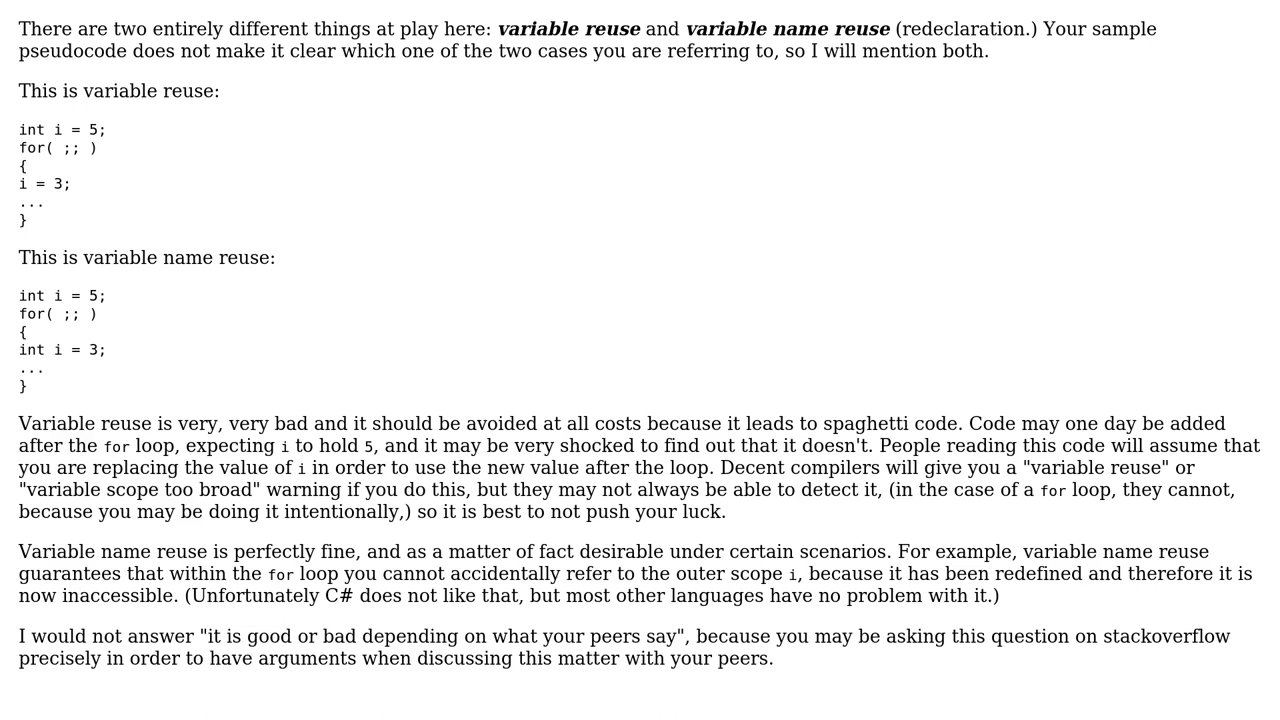 There are two entirely different things at play here: variable reuse and variable name reuse (redeclaration.) Your sample
pseudocode does not make it clear which one of the two cases you are referring to, so I will mention both.
This is variable reuse:
int i = 5;
for( ;; )
{
i = 3;
...
}
This is variable name reuse:
int i = 5;
for( ;; )
{
int i = 3;
...
}
Variable reuse is very, very bad and it should be avoided at all costs because it leads to spaghetti code. Code may one day be added
after the for loop, expecting i to hold 5, and it may be very shocked to find out that it doesn't. People reading this code will assume that
you are replacing the value of i in order to use the new value after the loop. Decent compilers will give you a "variable reuse" or
"variable scope too broad" warning if you do this, but they may not always be able to detect it, (in the case of a for loop, they cannot,
because you may be doing it intentionally,) so it is best to not push your luck.
Variable name reuse is perfectly fine, and as a matter of fact desirable under certain scenarios. For example, variable name reuse
guarantees that within the for loop you cannot accidentally refer to the outer scope i, because it has been redefined and therefore it is
now inaccessible. (Unfortunately C# does not like that, but most other languages have no problem with it.)
I would not answer "it is good or bad depending on what your peers say", because you may be asking this question on stackoverflow
precisely in order to have arguments when discussing this matter with your peers.